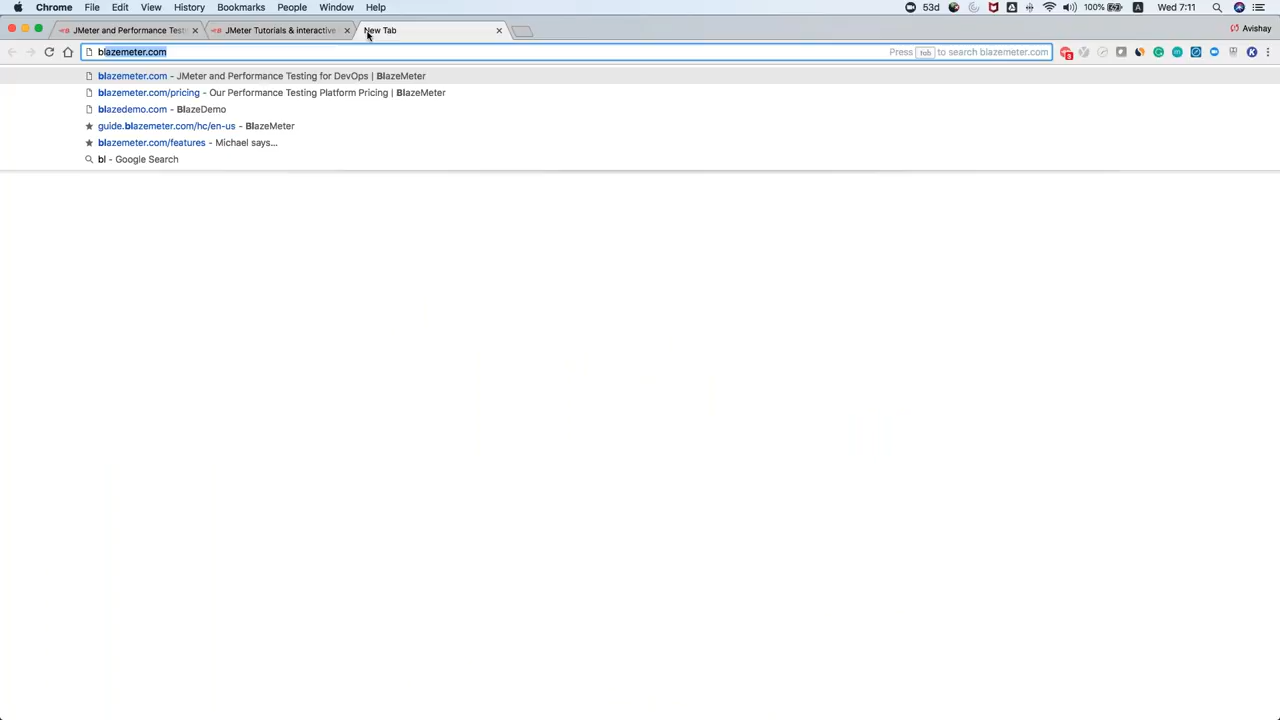 Chrome File Edit View History Bookmarks People Window Help 53d 100% A Wed 7:11
JMeter and Performance Test JMeter Tutorials & interactive New Tab Avishay
blazemeter.com Press Tab to search blazemeter.com
blazemeter.com - JMeter and Performance Testing for DevOps | BlazeMeter
blazemeter.com/pricing - Our Performance Testing Platform Pricing | BlazeMeter
blazedemo.com - BlazeDemo
guide.blazemeter.com/hc/en-us - BlazeMeter
blazemeter.com/features - Michael says...
bl - Google Search